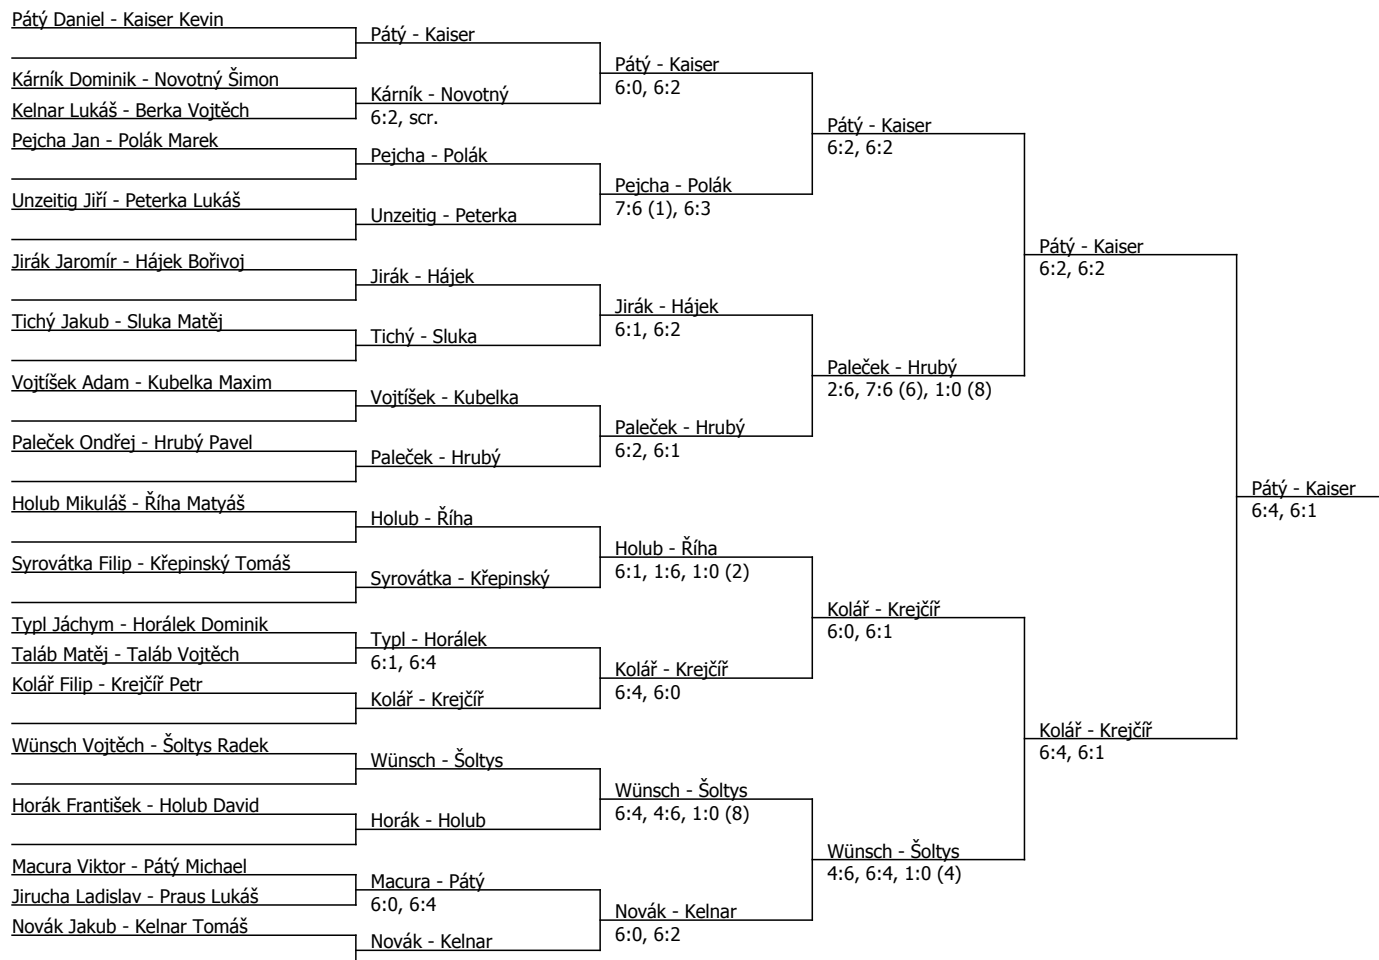 Pátý Daniel - Kaiser Kevin
Kárník Dominik - Novotný Šimon
Kelnar Lukáš - Berka Vojtěch
Pejcha Jan - Polák Marek
Unzeitig Jiří - Peterka Lukáš
Jirák Jaromír - Hájek Bořivoj
Tichý Jakub - Sluka Matěj
Vojtíšek Adam - Kubelka Maxim
Paleček Ondřej - Hrubý Pavel
Holub Mikuláš - Říha Matyáš
Syrovátka Filip - Křepinský Tomáš
Typl Jáchym - Horálek Dominik
Taláb Matěj - Taláb Vojtěch
Kolář Filip - Krejčíř Petr
Wünsch Vojtěch - Šoltys Radek
Horák František - Holub David
Macura Viktor - Pátý Michael
Jirucha Ladislav - Praus Lukáš
Novák Jakub - Kelnar Tomáš
Pátý - Kaiser
Kárník - Novotný
6:2, scr.
Pejcha - Polák
Unzeitig - Peterka
Jirák - Hájek
Tichý - Sluka
Vojtíšek - Kubelka
Paleček - Hrubý
Holub - Říha
Syrovátka - Křepinský
Typl - Horálek
6:1, 6:4
Kolář - Krejčíř
Wünsch - Šoltys
Horák - Holub
Macura - Pátý
6:0, 6:4
Novák - Kelnar
Pátý - Kaiser
6:0, 6:2
Pejcha - Polák
7:6 (1), 6:3
Jirák - Hájek
6:1, 6:2
Paleček - Hrubý
6:2, 6:1
Holub - Říha
6:1, 1:6, 1:0 (2)
Kolář - Krejčíř
6:4, 6:0
Wünsch - Šoltys
6:4, 4:6, 1:0 (8)
Novák - Kelnar
6:0, 6:2
Pátý - Kaiser
6:2, 6:2
Paleček - Hrubý
2:6, 7:6 (6), 1:0 (8)
Kolář - Krejčíř
6:0, 6:1
Wünsch - Šoltys
4:6, 6:4, 1:0 (4)
Pátý - Kaiser
6:2, 6:2
Kolář - Krejčíř
6:4, 6:1
Pátý - Kaiser
6:4, 6:1